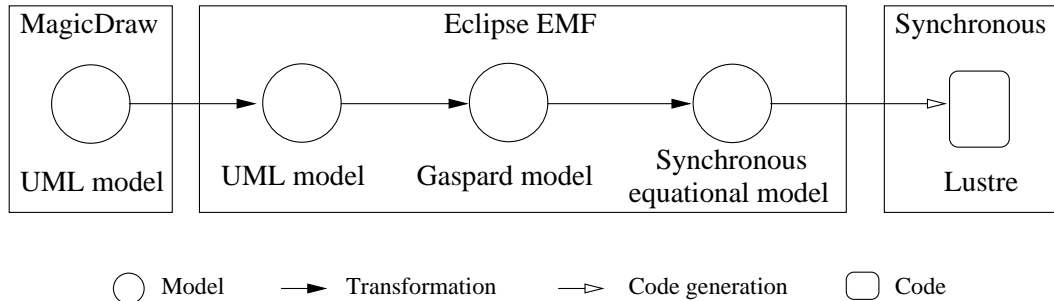 MagicDraw
Eclipse EMF
Synchronous
UML model
UML model
Gaspard model
Synchronous
equational model
Lustre
Model
Transformation
Code generation
Code